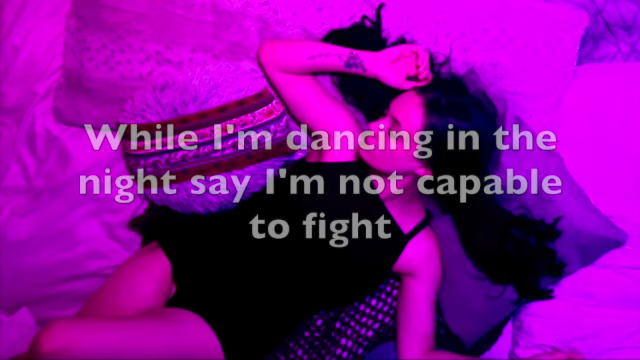 While I'm dancing in the
night say I'm not capable
to fight